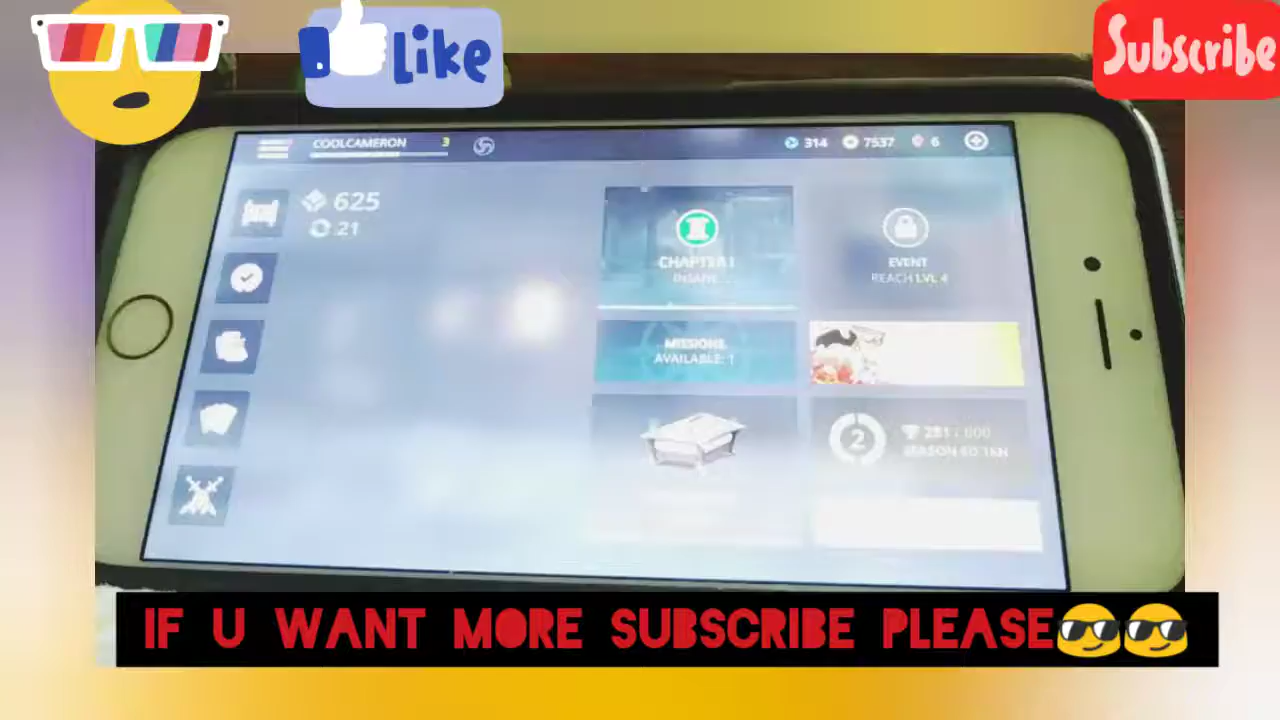 Like
Subscribe
COOLCAMERON 3
314 7537 6
625
21
CHAPTER I
INSANE
EVENT
REACH LVL 4
MISSIONS
AVAILABLE: 1
2
IF U WANT MORE SUBSCRIBE PLEASE